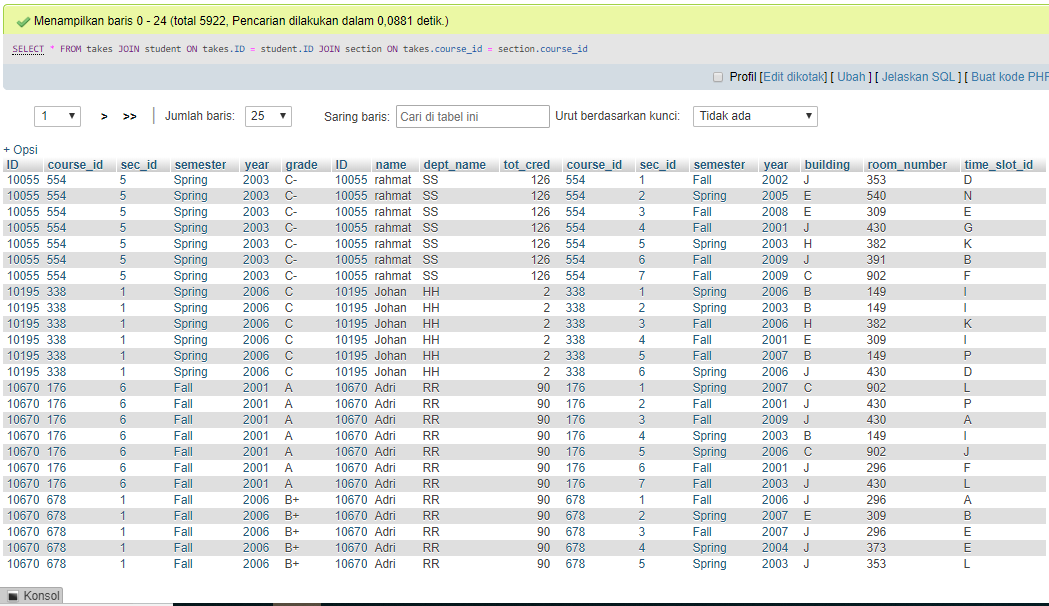 Menampilkan baris 0 - 24 (total 5922, Pencarian dilakukan dalam 0,0881 detik.)
SELECT * FROM takes JOIN student ON takes.ID = student.ID JOIN section ON takes.course_id = section.course_id
Profil [Edit dikotak] [ Ubah ] [ Jelaskan SQL ] [ Buat kode PHP
1 > >> Jumlah baris: 25 Saring baris: Cari di tabel ini Urut berdasarkan kunci: Tidak ada
+ Opsi
ID course_id sec_id semester year grade ID name dept_name tot_cred course_id sec_id semester year building room_number time_slot_id
10055 554 5 Spring 2003 C- 10055 rahmat SS 126 554 1 Fall 2002 J 353 D
10055 554 5 Spring 2003 C- 10055 rahmat SS 126 554 2 Spring 2005 E 540 N
10055 554 5 Spring 2003 C- 10055 rahmat SS 126 554 3 Fall 2008 E 309 E
10055 554 5 Spring 2003 C- 10055 rahmat SS 126 554 4 Fall 2001 J 430 G
10055 554 5 Spring 2003 C- 10055 rahmat SS 126 554 5 Spring 2003 H 382 K
10055 554 5 Spring 2003 C- 10055 rahmat SS 126 554 6 Fall 2009 J 391 B
10055 554 5 Spring 2003 C- 10055 rahmat SS 126 554 7 Fall 2009 C 902 F
10195 338 1 Spring 2006 C 10195 Johan HH 2 338 1 Spring 2006 B 149 I
10195 338 1 Spring 2006 C 10195 Johan HH 2 338 2 Spring 2003 B 149 I
10195 338 1 Spring 2006 C 10195 Johan HH 2 338 3 Fall 2006 H 382 K
10195 338 1 Spring 2006 C 10195 Johan HH 2 338 4 Fall 2001 E 309 I
10195 338 1 Spring 2006 C 10195 Johan HH 2 338 5 Fall 2007 B 149 P
10195 338 1 Spring 2006 C 10195 Johan HH 2 338 6 Spring 2006 J 430 D
10670 176 6 Fall 2001 A 10670 Adri RR 90 176 1 Spring 2007 C 902 L
10670 176 6 Fall 2001 A 10670 Adri RR 90 176 2 Fall 2001 J 430 P
10670 176 6 Fall 2001 A 10670 Adri RR 90 176 3 Fall 2009 J 430 A
10670 176 6 Fall 2001 A 10670 Adri RR 90 176 4 Spring 2003 B 149 I
10670 176 6 Fall 2001 A 10670 Adri RR 90 176 5 Spring 2006 C 902 J
10670 176 6 Fall 2001 A 10670 Adri RR 90 176 6 Fall 2001 J 296 F
10670 176 6 Fall 2001 A 10670 Adri RR 90 176 7 Fall 2003 J 430 L
10670 678 1 Fall 2006 B+ 10670 Adri RR 90 678 1 Fall 2006 J 296 A
10670 678 1 Fall 2006 B+ 10670 Adri RR 90 678 2 Spring 2007 E 309 B
10670 678 1 Fall 2006 B+ 10670 Adri RR 90 678 3 Fall 2007 J 296 E
10670 678 1 Fall 2006 B+ 10670 Adri RR 90 678 4 Spring 2004 J 373 E
10670 678 1 Fall 2006 B+ 10670 Adri RR 90 678 5 Spring 2003 J 353 L
Konsol